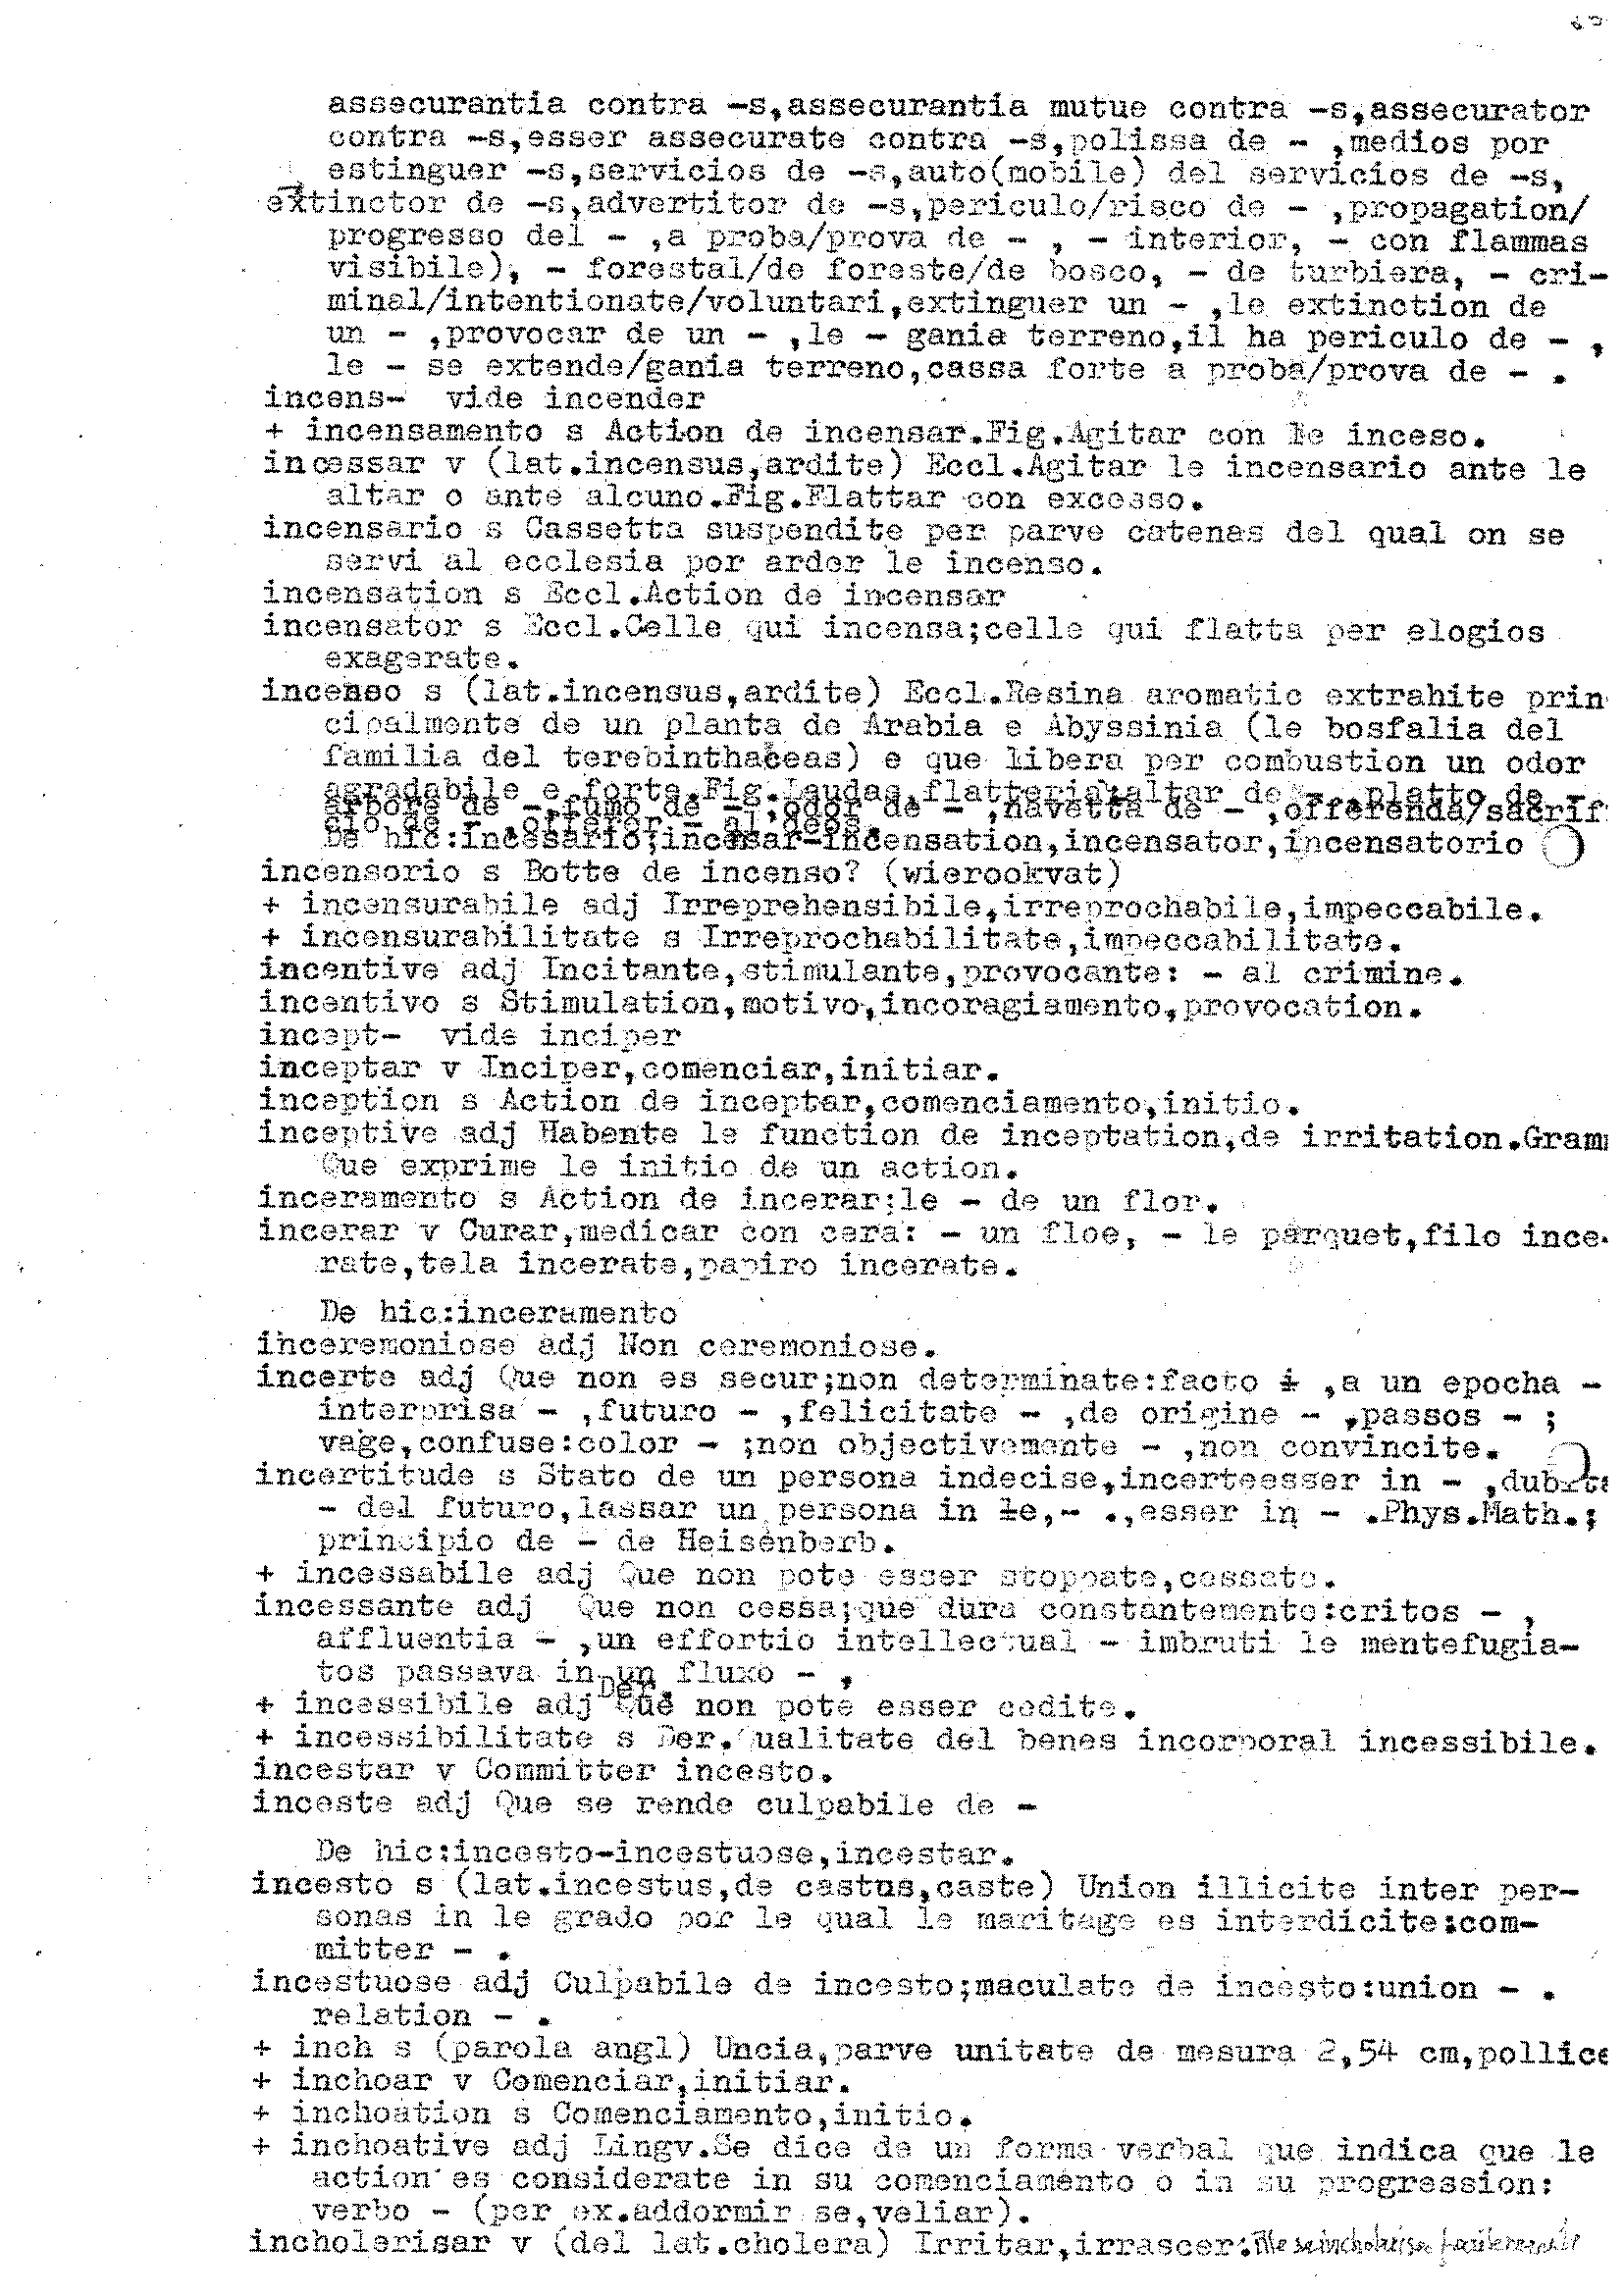 assecurantia contra -s,assecurantia mutue contra -s,assecurator
contra -s,esser assecurate contra -s,polissa de - ,medios por
estinguer -s,servicios de -s,auto(mobile) del servicios de -s,
extinctor de -s,advertitor de -s,periculo/risco de - ,propagation/
progresso del - ,a proba/prova de - , - interior, - con flammas
visibile), - forestal/de foreste/de bosco, - de turbiera, - cri-
minal/intentionate/voluntari,extinguer un - ,le extinction de
un - ,provocar de un - ,le - gania terreno,il ha periculo de - ,
le - se extende/gania terreno,cassa forte a proba/prova de - .
incens- vide incender
+ incensamento s Action de incensar.Fig.Agitar con le inceso.
incessar v (lat.incensus,ardite) Eccl.Agitar le incensario ante le
altar o ante alcuno.Fig.Flattar con excesso.
incensario s Cassetta suspendite per parve catenas del qual on se
servi al ecclesia por arder le incenso.
incensation s Eccl.Action de incensar
incensator s Eccl.Celle qui incensa;celle qui flatta per elogios
exagerate.
incenso s (lat.incensus,ardite) Eccl.Resina aromatic extrahite prin
cipalmente de un planta de Arabia e Abyssinia (le bosfalia del
familia del terebinthaceas) e que libera per combustion un odor
agradabile e forte.Fig.Laudas,flatteria:altar de - ,platto de -
arbore de - ,fumo de - ,odor de - ,navetta de - ,offerenda/sacrif
cio de - ,offerer - al deos.
De hic:incesario;incesar-incensation,incensator,incensatorio
incensorio s Botte de incenso? (wierookvat)
+ incensurabile adj Irreprehensibile,irreprochabile,impeccabile.
+ incensurabilitate s Irreprochabilitate,impeccabilitate.
incentive adj Incitante,stimulante,provocante: - al crimine.
incentivo s Stimulation,motivo,incoragiamento,provocation.
incept- vide inciper
inceptar v Inciper,comenciar,initiar.
inception s Action de inceptar,comenciamento,initio.
inceptive adj Habente le function de inceptation,de irritation.Gram
Que exprime le initio de un action.
inceramento s Action de incerar:le - de un flor.
incerar v Curar,medicar con cera: - un floe, - le parquet,filo ince-
rate,tela incerate,papiro incerate.
De hic:inceramento
inceremoniose adj Non ceremoniose.
incerte adj Que non es secur;non determinate:facto - ,a un epocha -
interprisa - ,futuro - ,felicitate - ,de origine - ,passos - ;
vage,confuse:color - ;non objectivemente - ,non convincite.
incertitude s Stato de un persona indecise,incerteesser in - ,dubita
- del futuro,lassar un persona in le,- .,esser in - .Phys.Math.;
principio de - de Heisenberb.
+ incessabile adj Que non pote esser stoppate,cessate.
incessante adj Que non cessa;que dura constantemente:critos - ,
affluentia - ,un effortio intellectual - imbruti le mentefugia-
tos passava in un fluxo - ,
+ incessibile adj Der. Que non pote esser cedite.
+ incessibilitate s Der.Qualitate del benes incorporal incessibile.
incestar v Committer incesto.
inceste adj Que se rende culpabile de -
De hic:incesto-incestuose,incestar.
incesto s (lat.incestus,de castus,caste) Union illicite inter per-
sonas in le grado por le qual le maritage es interdicite:com-
mitter - .
incestuose adj Culpabile de incesto;maculate de incesto:union - .
relation - .
+ inch s (parola angl) Uncia,parve unitate de mesura 2,54 cm,pollice
+ inchoar v Comenciar,initiar.
+ inchoation s Comenciamento,initio.
+ inchoative adj Lingv.Se dice de un forma verbal que indica que le
action es considerate in su comenciamento o in su progression:
verbo - (per ex.addormir se,veliar).
incholerisar v (del lat.cholera) Irritar,irrascer: